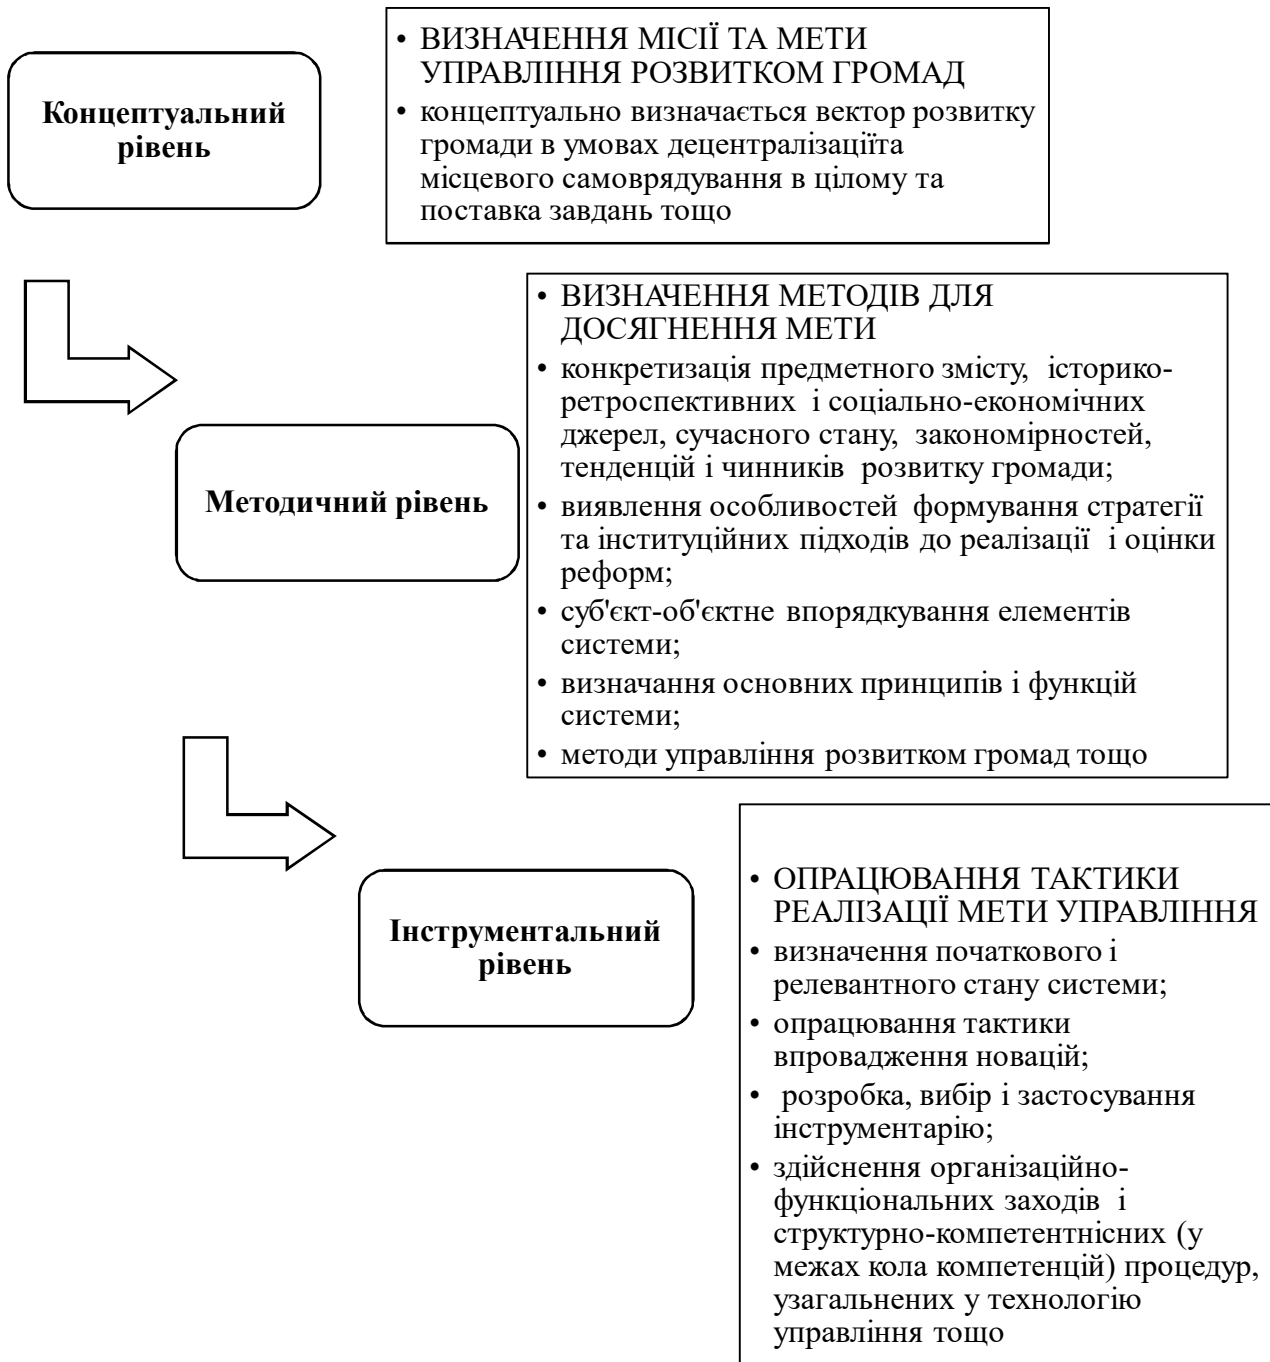 Концептуальний
рівень
• ВИЗНАЧЕННЯ МІСІЇ ТА МЕТИ
УПРАВЛІННЯ РОЗВИТКОМ ГРОМАД
• концептуально визначається вектор розвитку
громади в умовах децентралізаціїта
місцевого самоврядування в цілому та
поставка завдань тощо
Методичний рівень
• ВИЗНАЧЕННЯ МЕТОДІВ ДЛЯ
ДОСЯГНЕННЯ МЕТИ
• конкретизація предметного змісту, історико-
ретроспективних і соціально-економічних
джерел, сучасного стану, закономірностей,
тенденцій і чинників розвитку громади;
• виявлення особливостей формування стратегії
та інституційних підходів до реалізації і оцінки
реформ;
• суб'єкт-об'єктне впорядкування елементів
системи;
• визначання основних принципів і функцій
системи;
• методи управління розвитком громад тощо
Інструментальний
рівень
• ОПРАЦЮВАННЯ ТАКТИКИ
РЕАЛІЗАЦІЇ МЕТИ УПРАВЛІННЯ
• визначення початкового і
релевантного стану системи;
• опрацювання тактики
впровадження новацій;
• розробка, вибір і застосування
інструментарію;
• здійснення організаційно-
функціональних заходів і
структурно-компетентнісних (у
межах кола компетенцій) процедур,
узагальнених у технологію
управління тощо